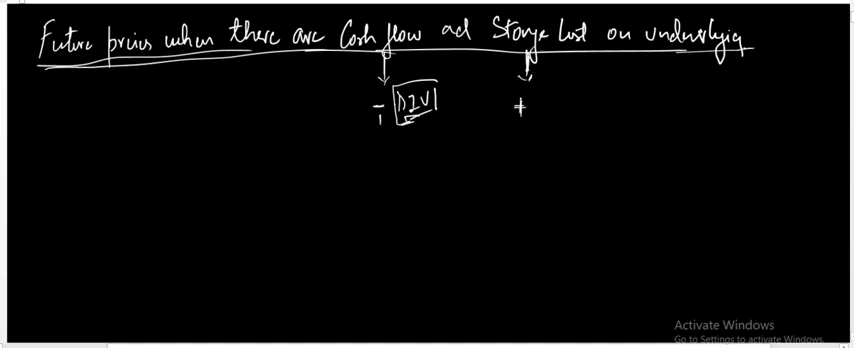 Future prices when there are Cash flow ad Storage Cost on underlying
- DIV +
Activate Windows
Go to Settings to activate Windows.